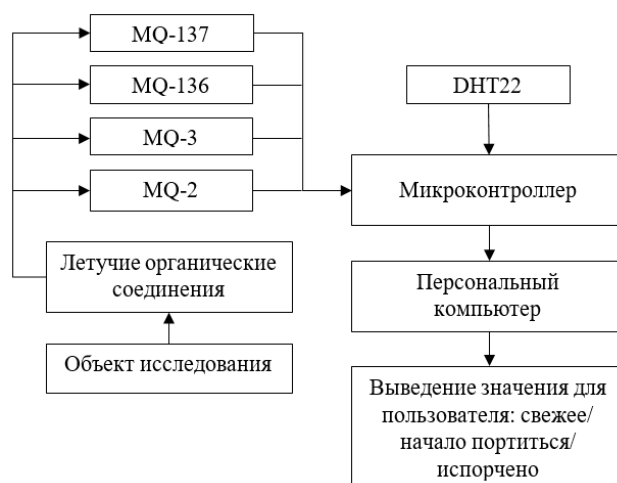 MQ-137
MQ-136
MQ-3
MQ-2
Летучие органические
соединения
Объект исследования
DHT22
Микроконтроллер
Персональный
компьютер
Выведение значения для
пользователя: свежее/
начало портиться/
испорчено